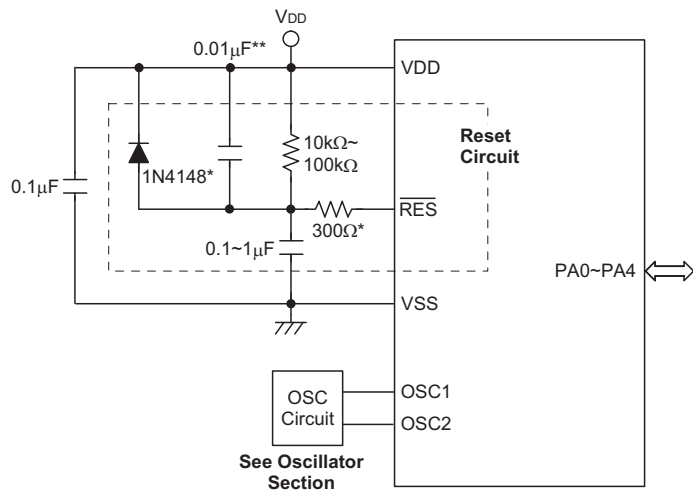 VDD
0.01μF**
VDD
Reset
Circuit
10kΩ~
100kΩ
1N4148*
0.1μF
RES
300Ω*
0.1~1μF
PA0~PA4
VSS
OSC
Circuit
OSC1
OSC2
See Oscillator
Section